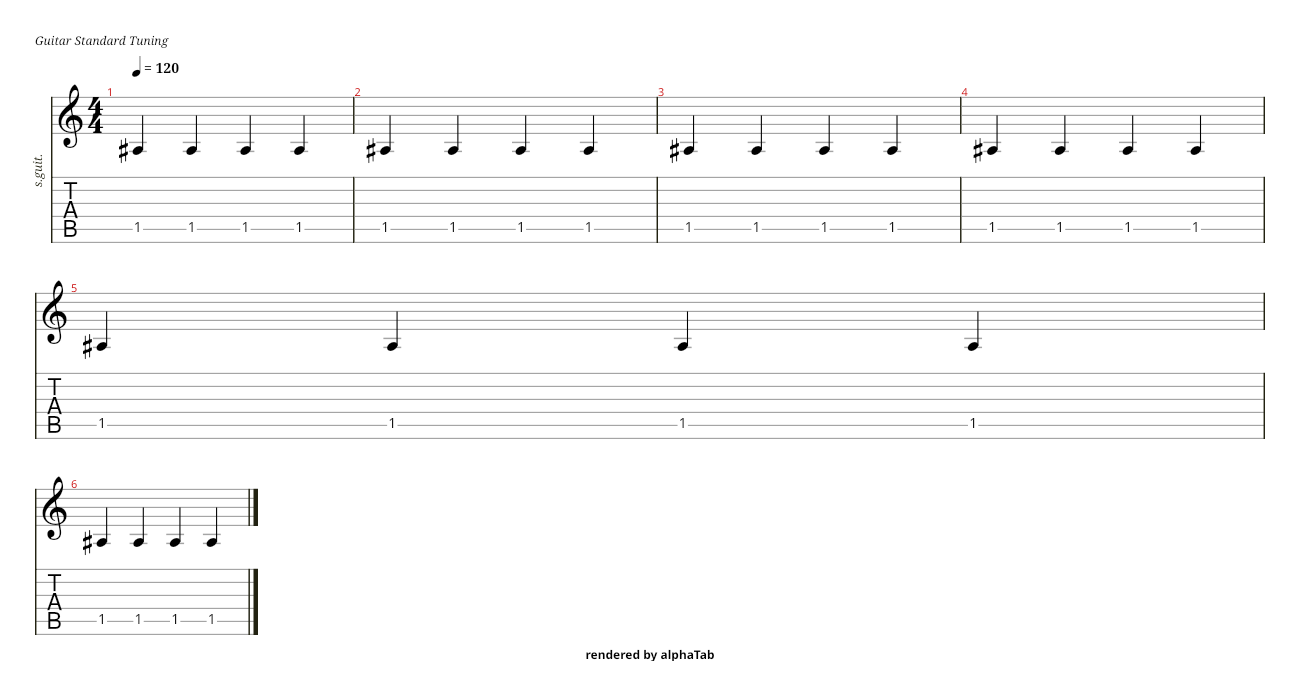 Guitar Standard Tuning
= 120
s.guit.
1 2 3 4
4
4
T
A
B
1 1 1 1 1 1 1 1 1 1 1 1 1 1 1 1
5
T
A
B
1 1 1 1
6
T
A
B
1 1 1 1
rendered by alphaTab